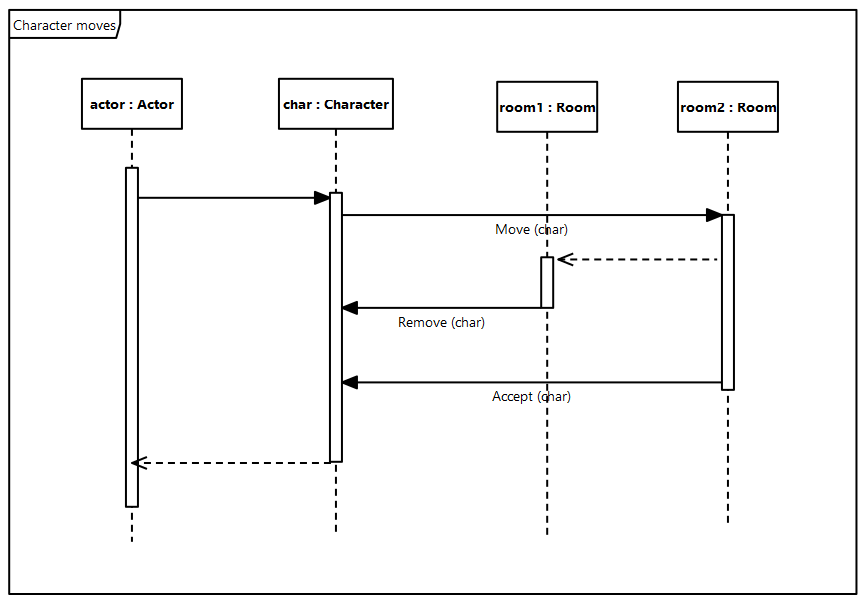 Character moves
actor : Actor
char : Character
room1 : Room
room2 : Room
Move (char)
Remove (char)
Accept (char)